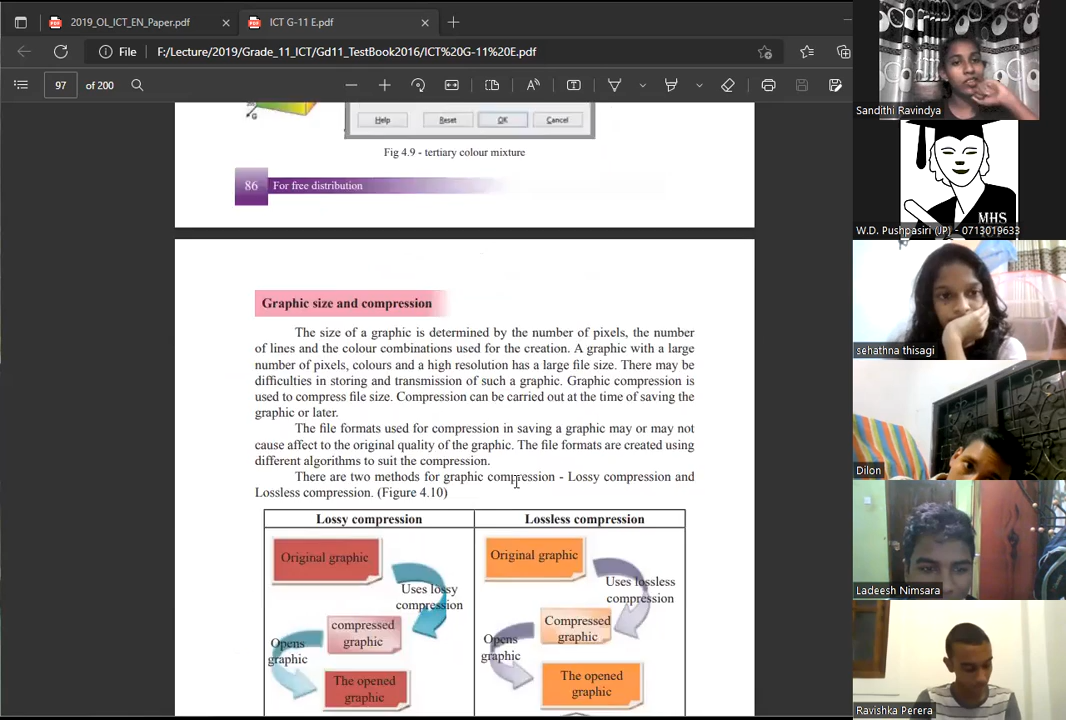 2019_OL_ICT_EN_Paper.pdf
ICT G-11 E.pdf
File
F:/Lecture/2019/Grade_11_ICT/Gd11_TestBook2016/ICT%20G-11%20E.pdf
97
of 200
G
Help
Reset
OK
Cancel
Fig 4.9 - tertiary colour mixture
86
For free distribution
Graphic size and compression
The size of a graphic is determined by the number of pixels, the number
of lines and the colour combinations used for the creation. A graphic with a large
number of pixels, colours and a high resolution has a large file size. There may be
difficulties in storing and transmission of such a graphic. Graphic compression is
used to compress file size. Compression can be carried out at the time of saving the
graphic or later.
The file formats used for compression in saving a graphic may or may not
cause affect to the original quality of the graphic. The file formats are created using
different algorithms to suit the compression.
There are two methods for graphic compression - Lossy compression and
Lossless compression. (Figure 4.10)
Lossy compression
Original graphic
Uses lossy
compression
compressed
graphic
Opens
graphic
The opened
graphic
Lossless compression
Original graphic
Uses lossless
compression
Compressed
graphic
Opens
graphic
The opened
graphic
Sandithi Ravindya
MHS
W.D. Pushpasiri (JP) - 0713019633
sehathna thisagi
Dilon
Ladeesh Nimsara
Ravishka Perera